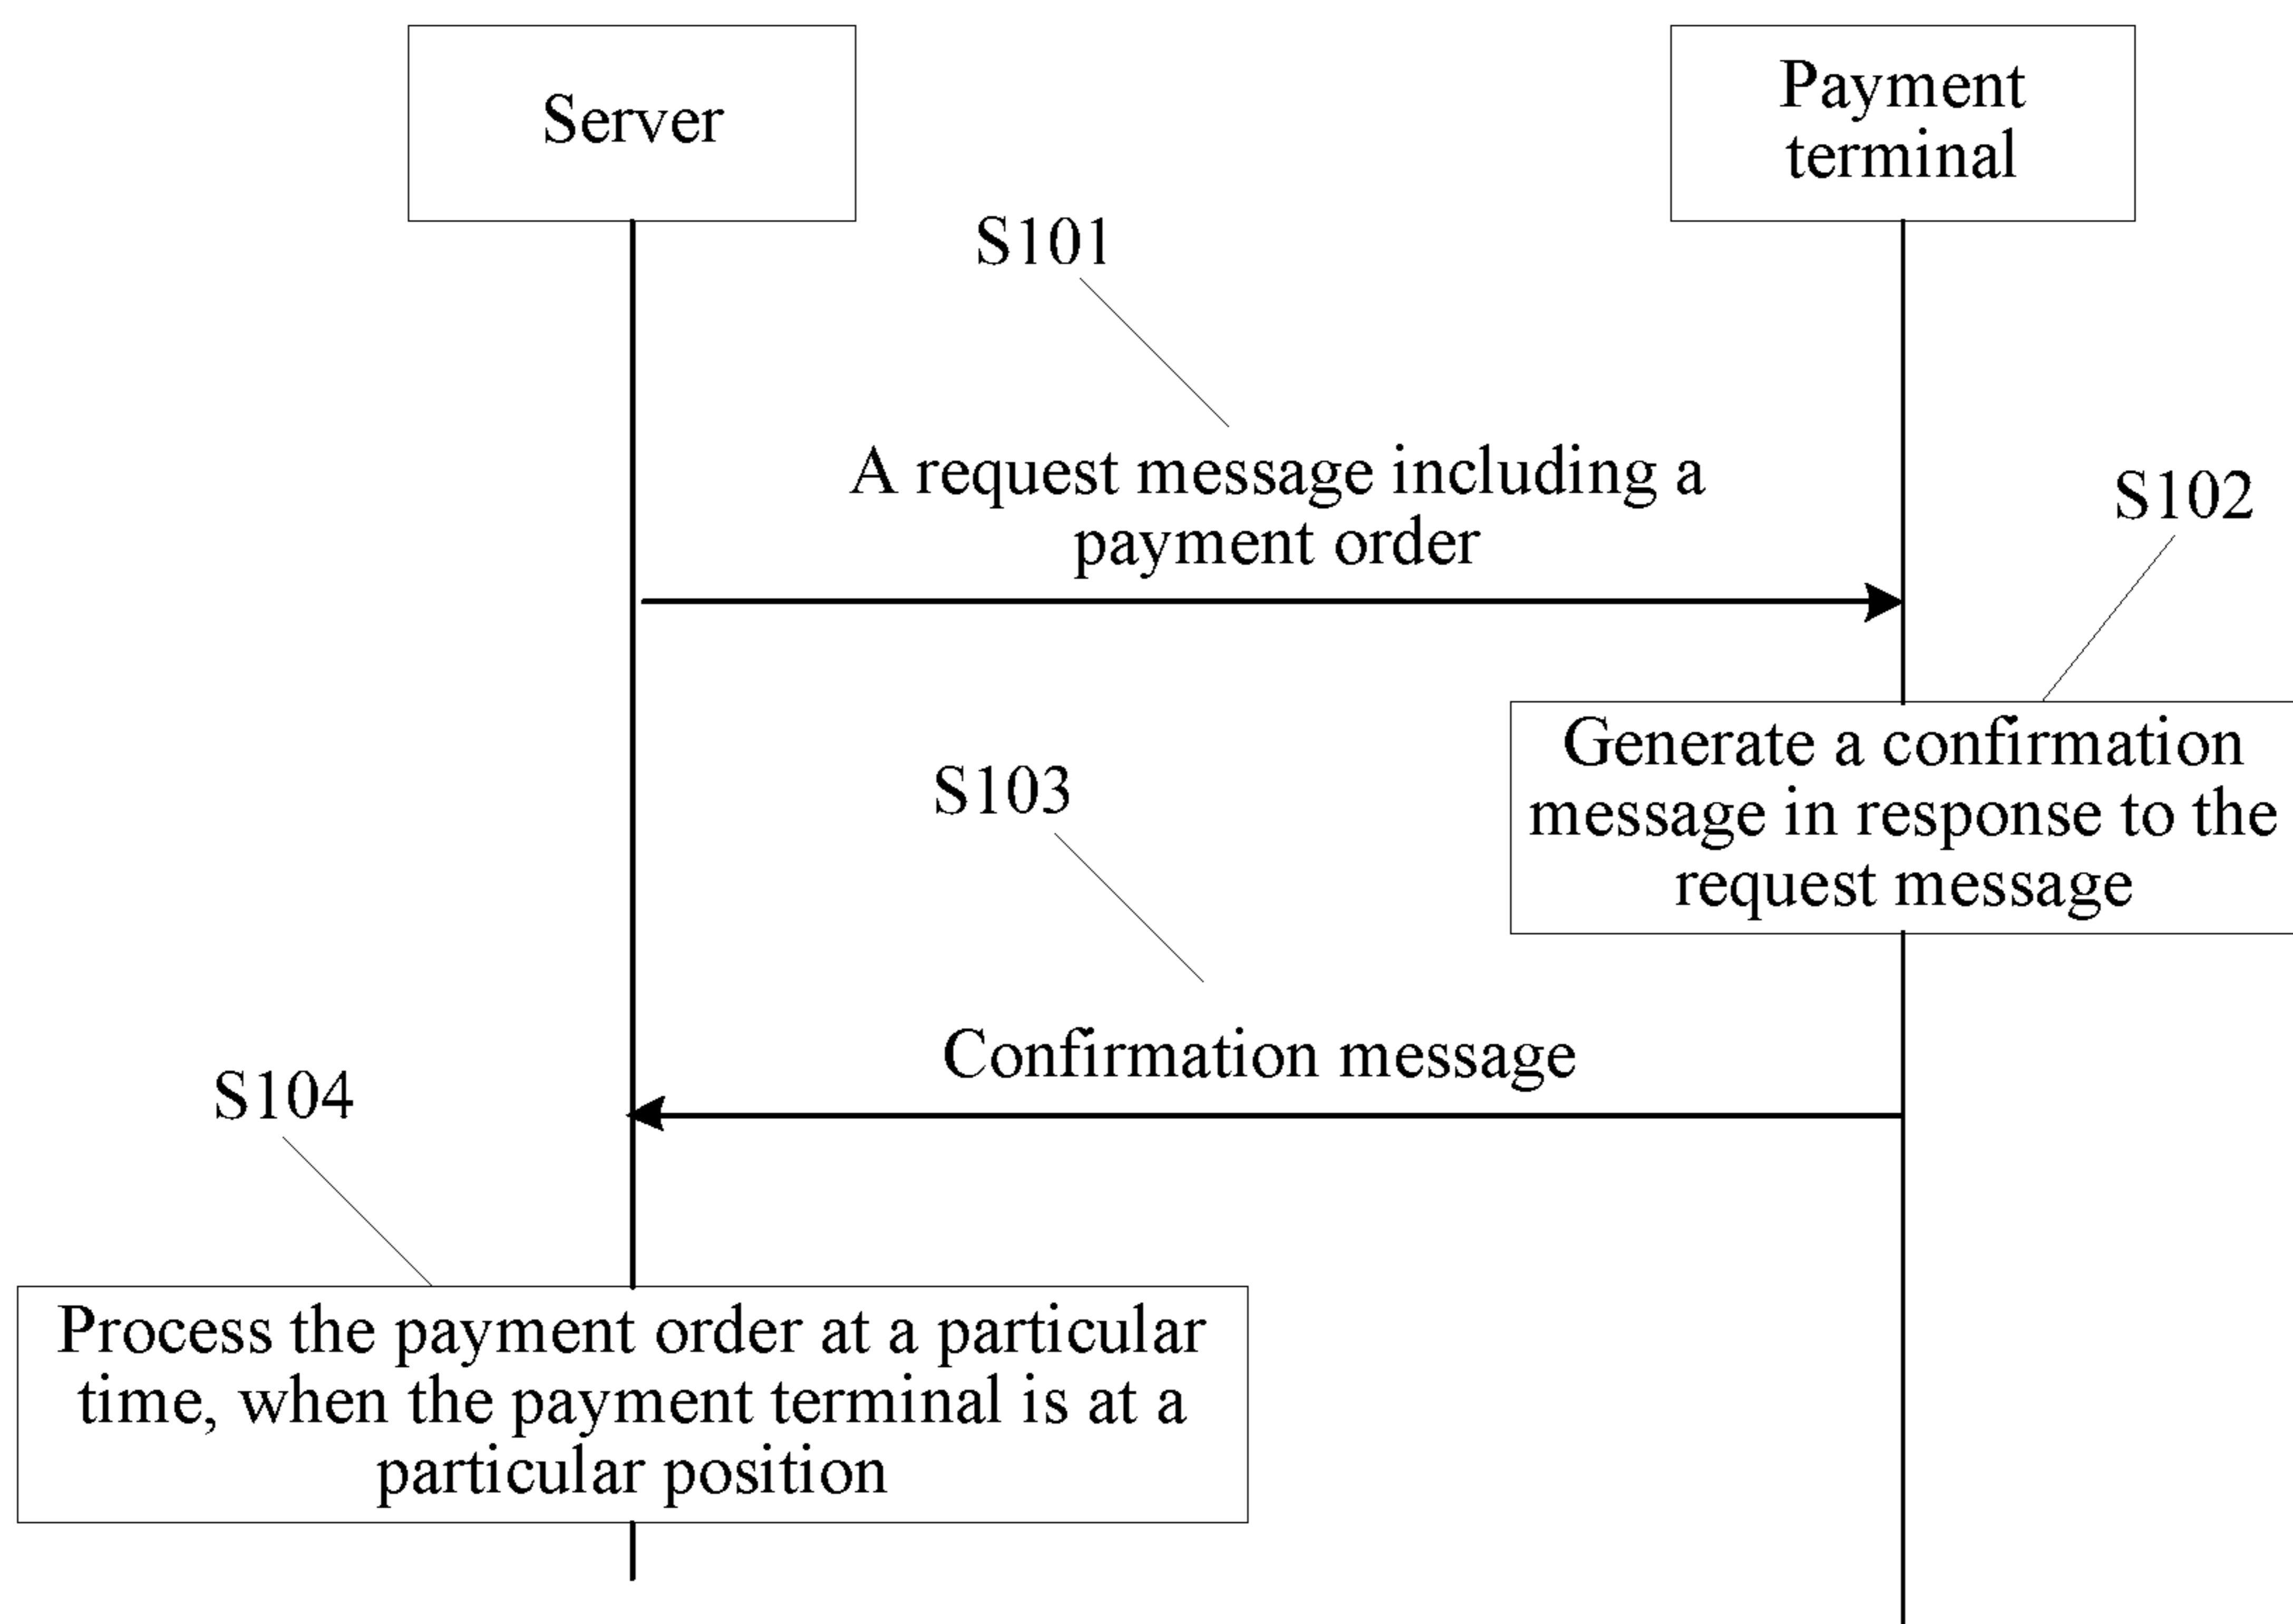 Server
Payment
terminal
S101
A request message including a
payment order
S102
Generate a confirmation
message in response to the
request message
S103
Confirmation message
S104
Process the payment order at a particular
time, when the payment terminal is at a
particular position